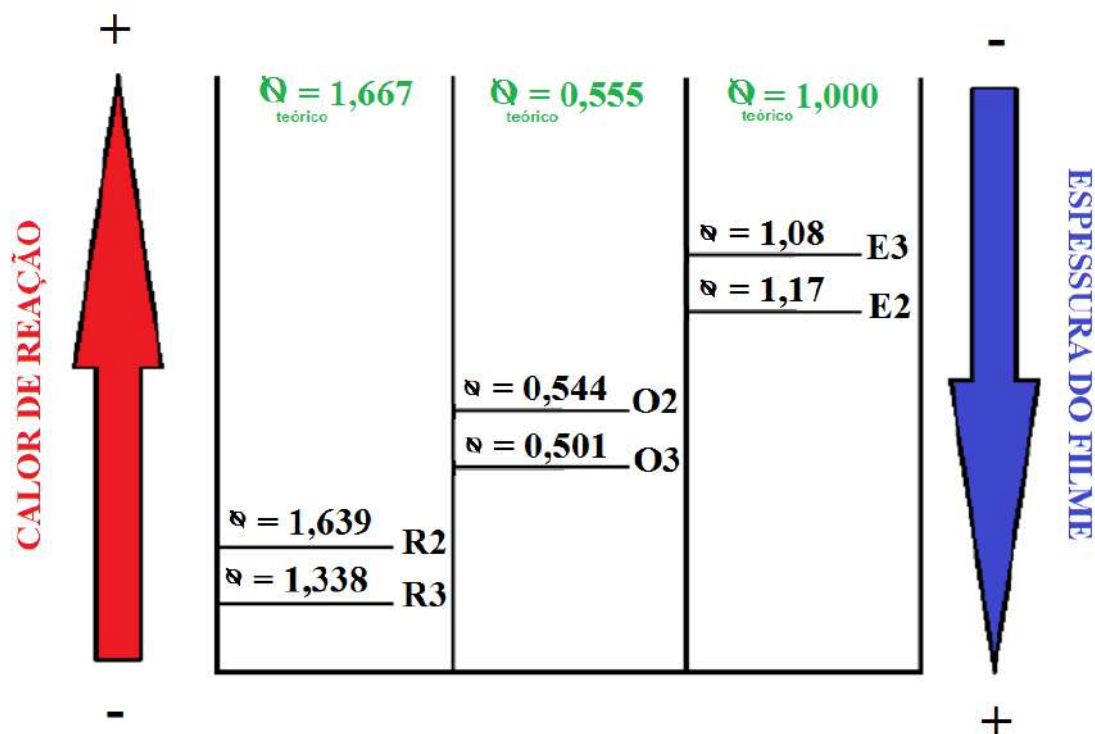 +
-
Ø = 1,667
teórico
Ø = 0,555
teórico
Ø = 1,000
teórico
CALOR DE REAÇÃO
ESPESSURA DO FILME
Ø = 1,08 E3
Ø = 1,17 E2
Ø = 0,544 O2
Ø = 0,501 O3
Ø = 1,639 R2
Ø = 1,338 R3
-
+